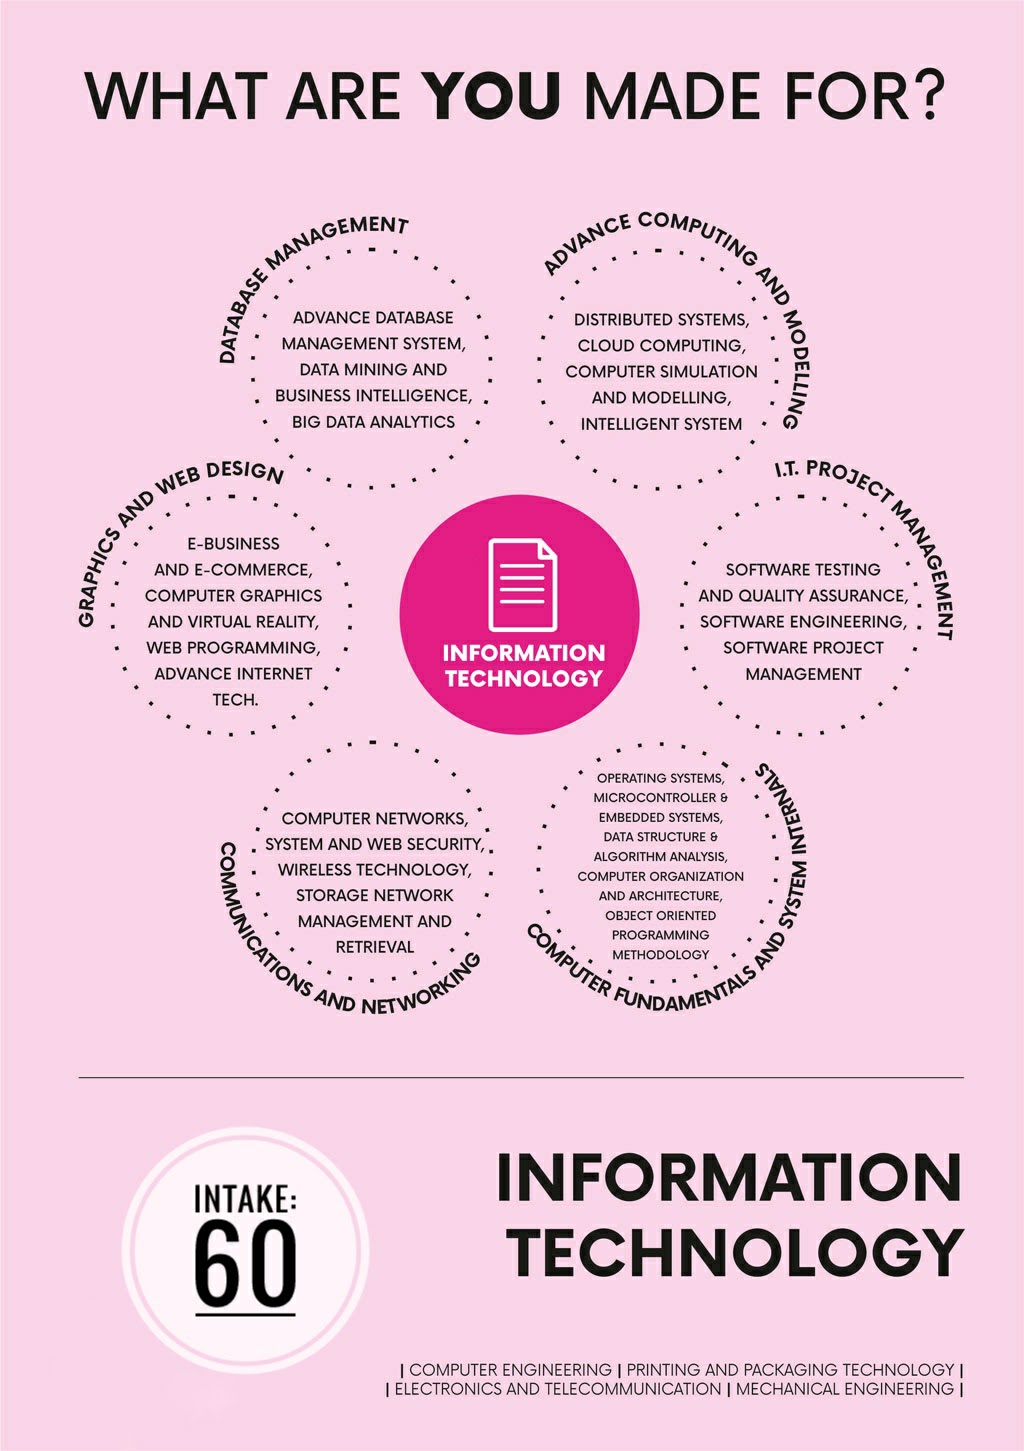 WHAT ARE YOU MADE FOR?
DATABASE MANAGEMENT
ADVANCE DATABASE
MANAGEMENT SYSTEM,
DATA MINING AND
BUSINESS INTELLIGENCE,
BIG DATA ANALYTICS
ADVANCE COMPUTING AND MODELLING
DISTRIBUTED SYSTEMS,
CLOUD COMPUTING,
COMPUTER SIMULATION
AND MODELLING,
INTELLIGENT SYSTEM
GRAPHICS AND WEB DESIGN
E-BUSINESS
AND E-COMMERCE,
COMPUTER GRAPHICS
AND VIRTUAL REALITY,
WEB PROGRAMMING,
ADVANCE INTERNET
TECH.
INFORMATION
TECHNOLOGY
I.T. PROJECT MANAGEMENT
SOFTWARE TESTING
AND QUALITY ASSURANCE,
SOFTWARE ENGINEERING,
SOFTWARE PROJECT
MANAGEMENT
COMPUTER NETWORKS,
SYSTEM AND WEB SECURITY,
WIRELESS TECHNOLOGY,
STORAGE NETWORK
MANAGEMENT AND
RETRIEVAL
COMMUNICATIONS AND NETWORKING
OPERATING SYSTEMS,
MICROCONTROLLER &
EMBEDDED SYSTEMS,
DATA STRUCTURE &
ALGORITHM ANALYSIS,
COMPUTER ORGANIZATION
AND ARCHITECTURE,
OBJECT ORIENTED
PROGRAMMING
METHODOLOGY
COMPUTER FUNDAMENTALS AND SYSTEM INTERNALS
INTAKE:
60
INFORMATION
TECHNOLOGY
| COMPUTER ENGINEERING | PRINTING AND PACKAGING TECHNOLOGY |
| ELECTRONICS AND TELECOMMUNICATION | MECHANICAL ENGINEERING |